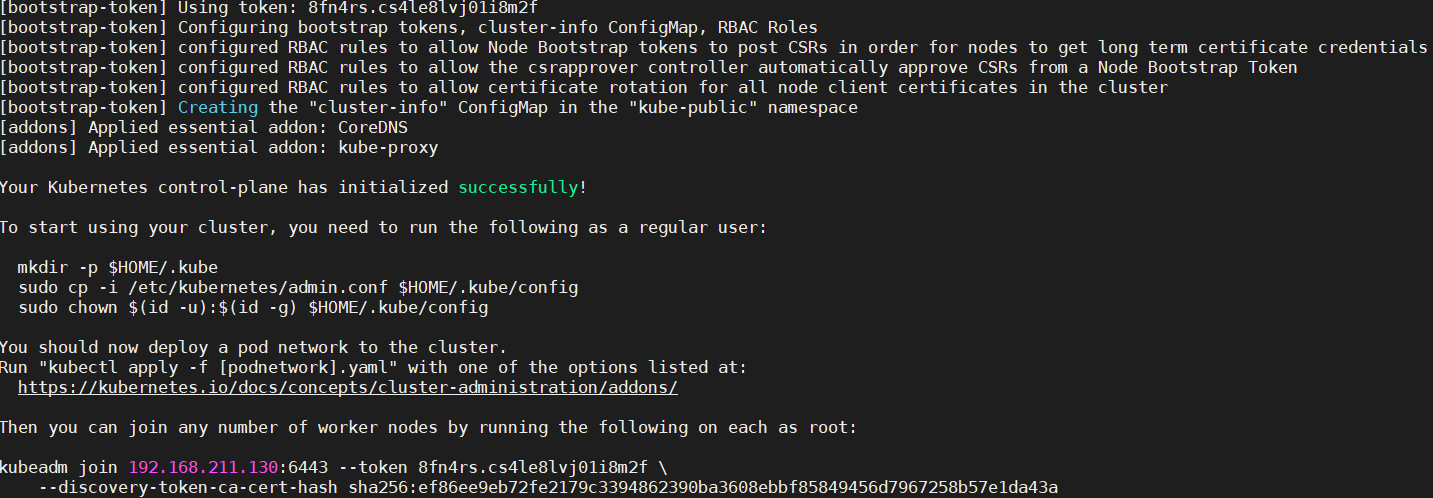 [bootstrap-token] Using token: 8fn4rs.cs4le8lvj01i8m2f
[bootstrap-token] Configuring bootstrap tokens, cluster-info ConfigMap, RBAC Roles
[bootstrap-token] configured RBAC rules to allow Node Bootstrap tokens to post CSRs in order for nodes to get long term certificate credentials
[bootstrap-token] configured RBAC rules to allow the csrapprover controller automatically approve CSRs from a Node Bootstrap Token
[bootstrap-token] configured RBAC rules to allow certificate rotation for all node client certificates in the cluster
[bootstrap-token] Creating the "cluster-info" ConfigMap in the "kube-public" namespace
[addons] Applied essential addon: CoreDNS
[addons] Applied essential addon: kube-proxy

Your Kubernetes control-plane has initialized successfully!

To start using your cluster, you need to run the following as a regular user:

  mkdir -p $HOME/.kube
  sudo cp -i /etc/kubernetes/admin.conf $HOME/.kube/config
  sudo chown $(id -u):$(id -g) $HOME/.kube/config

You should now deploy a pod network to the cluster.
Run "kubectl apply -f [podnetwork].yaml" with one of the options listed at:
  https://kubernetes.io/docs/concepts/cluster-administration/addons/

Then you can join any number of worker nodes by running the following on each as root:

kubeadm join 192.168.211.130:6443 --token 8fn4rs.cs4le8lvj01i8m2f \
    --discovery-token-ca-cert-hash sha256:ef86ee9eb72fe2179c3394862390ba3608ebbf85849456d7967258b57e1da43a